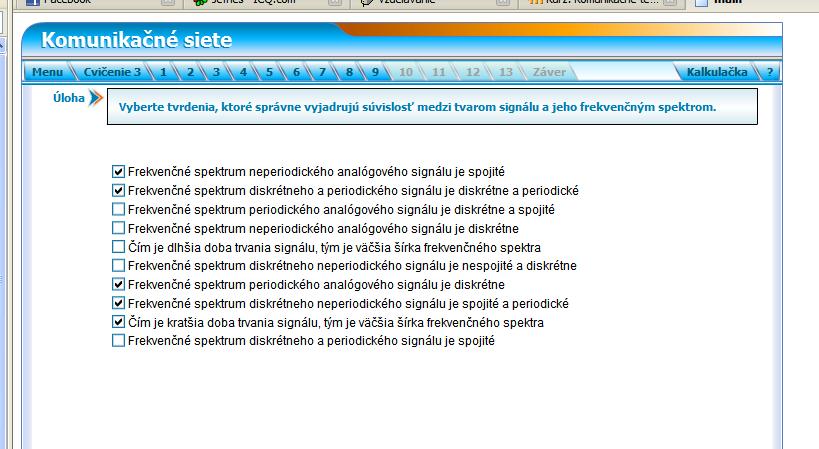 Facebook
Jemes - ICQ.com
Vzdelávanie
Kurz: Komunikačné te...
main
Komunikačné siete
Menu Cvičenie 3 1 2 3 4 5 6 7 8 9 10 11 12 13 Záver Kalkulačka ?
Úloha
Vyberte tvrdenia, ktoré správne vyjadrujú súvislosť medzi tvarom signálu a jeho frekvenčným spektrom.
Frekvenčné spektrum neperiodického analógového signálu je spojité
Frekvenčné spektrum diskrétneho a periodického signálu je diskrétne a periodické
Frekvenčné spektrum periodického analógového signálu je diskrétne a spojité
Frekvenčné spektrum neperiodického analógového signálu je diskrétne
Čím je dlhšia doba trvania signálu, tým je väčšia šírka frekvenčného spektra
Frekvenčné spektrum diskrétneho neperiodického signálu je nespojité a diskrétne
Frekvenčné spektrum periodického analógového signálu je diskrétne
Frekvenčné spektrum diskrétneho neperiodického signálu je spojité a periodické
Čím je kratšia doba trvania signálu, tým je väčšia šírka frekvenčného spektra
Frekvenčné spektrum diskrétneho a periodického signálu je spojité